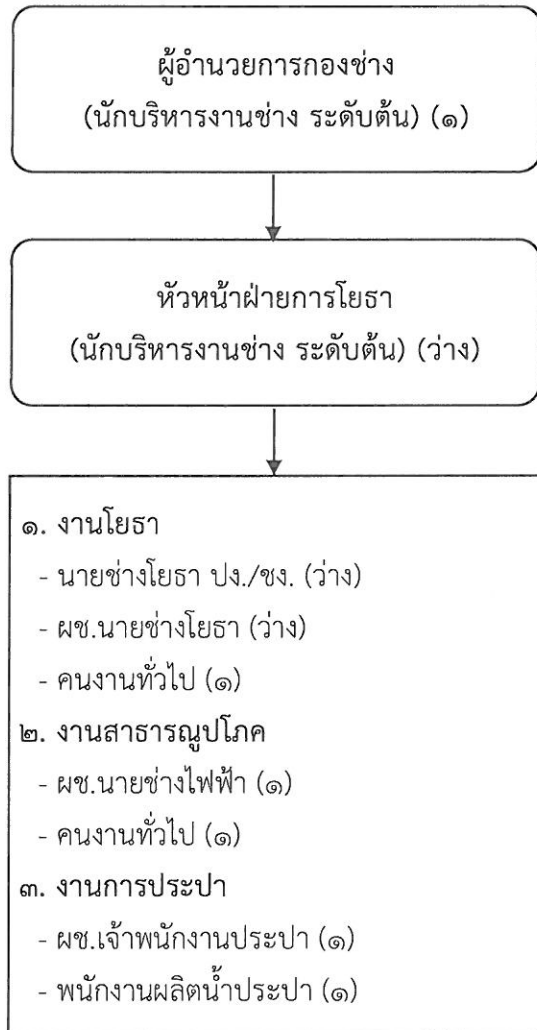 ผู้อำนวยการกองช่าง
(นักบริหารงานช่าง ระดับต้น) (๑)
หัวหน้าฝ่ายการโยธา
(นักบริหารงานช่าง ระดับต้น) (ว่าง)
๑. งานโยธา
- นายช่างโยธา ปง./ชง. (ว่าง)
- ผช.นายช่างโยธา (ว่าง)
- คนงานทั่วไป (๑)
๒. งานสาธารณูปโภค
- ผช.นายช่างไฟฟ้า (๑)
- คนงานทั่วไป (๑)
๓. งานการประปา
- ผช.เจ้าพนักงานประปา (๑)
- พนักงานผลิตน้ำประปา (๑)